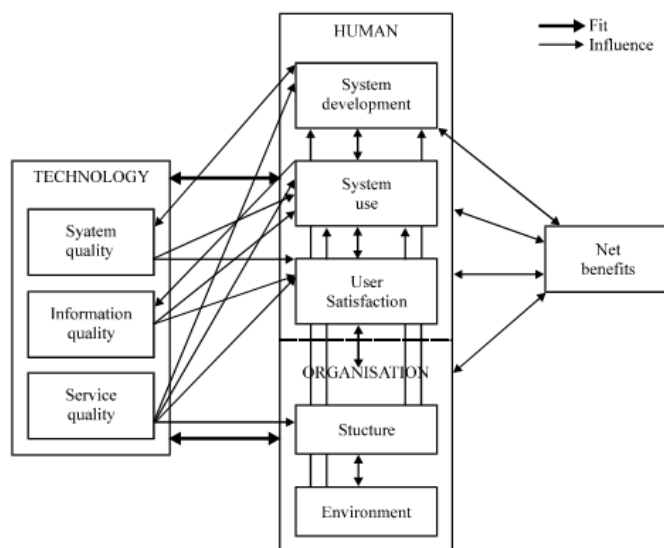 HUMAN
Fit
Influence
System
development
TECHNOLOGY
System
use
Syatem
quality
Net
benefits
User
Satisfaction
Information
quality
ORGANISATION
Service
quality
Stucture
Environment